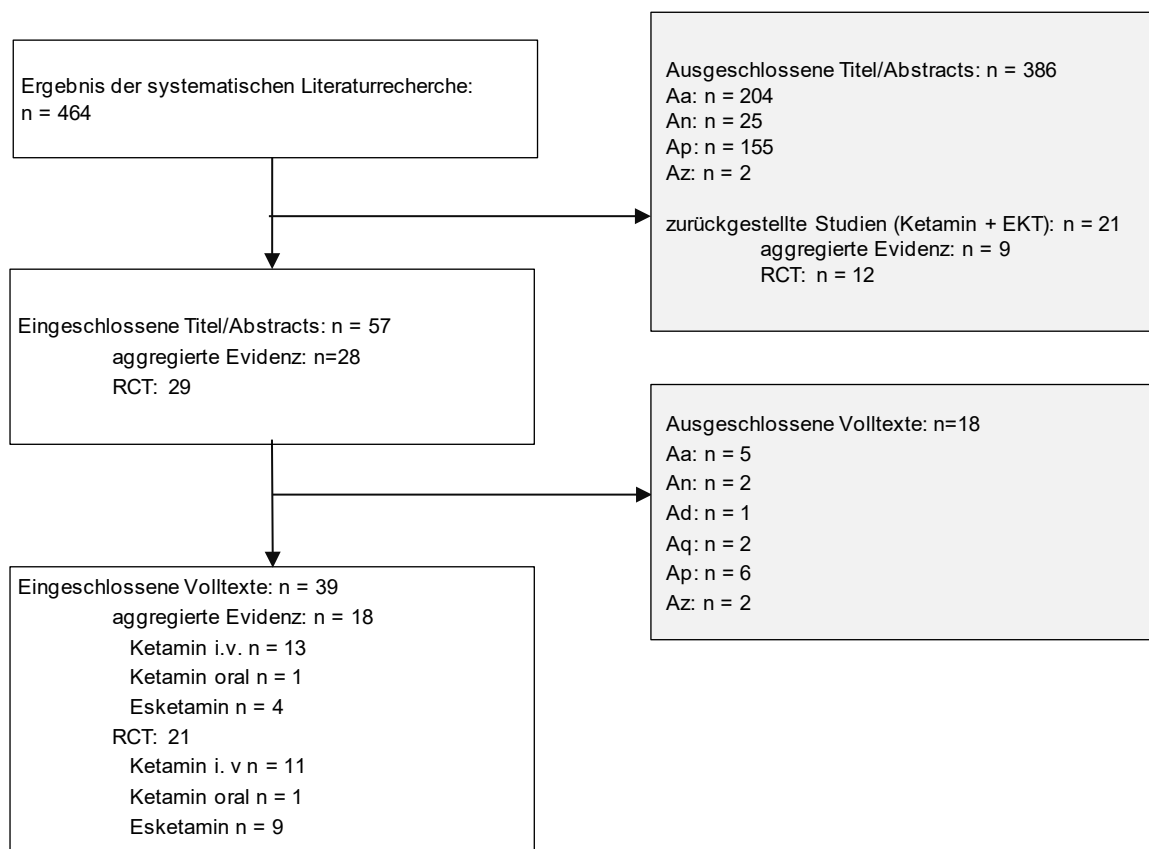 Ergebnis der systematischen Literaturrecherche:
n = 464
Ausgeschlossene Titel/Abstracts: n = 386
Aa: n = 204
An: n = 25
Ap: n = 155
Az: n = 2
zurückgestellte Studien (Ketamin + EKT): n = 21
aggregierte Evidenz: n = 9
RCT: n = 12
Eingeschlossene Titel/Abstracts: n = 57
aggregierte Evidenz: n=28
RCT: 29
Ausgeschlossene Volltexte: n=18
Aa: n = 5
An: n = 2
Ad: n = 1
Aq: n = 2
Ap: n = 6
Az: n = 2
Eingeschlossene Volltexte: n = 39
aggregierte Evidenz: n = 18
Ketamin i.v. n = 13
Ketamin oral n = 1
Esketamin n = 4
RCT: 21
Ketamin i. v n = 11
Ketamin oral n = 1
Esketamin n = 9